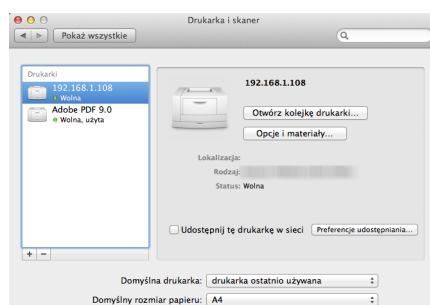 Drukarka i skaner
Pokaż wszystkie
Drukarki
192.168.1.108
Wolna
Adobe PDF 9.0
Wolna, użyta
192.168.1.108
Otwórz kolejkę drukarki...
Opcje i materiały...
Lokalizacja:
Rodzaj:
Status: Wolna
Udostępnij tę drukarkę w sieci
Preferencje udostępniania...
+ −
Domyślna drukarka: drukarka ostatnio używana
Domyślny rozmiar papieru: A4